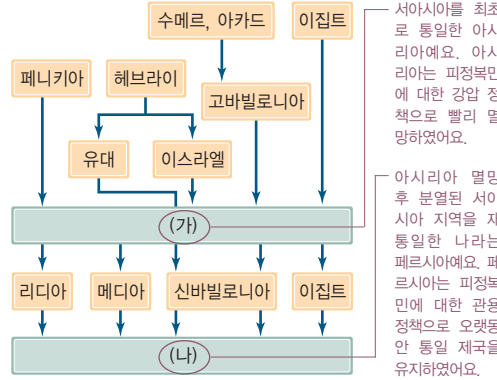 수메르, 아카드
이집트
페니키아
헤브라이
고바빌로니아
유대
이스라엘
(가)
리디아
메디아
신바빌로니아
이집트
(나)
서아시아를 최초
로 통일한 아시
리아예요. 아시
리아는 피정복민
에 대한 강압 정
책으로 빨리 멸
망하였어요.
아시리아 멸망
후 분열된 서아
시아 지역을 재
통일한 나라는
페르시아예요. 페
르시아는 피정복
민에 대한 관용
정책으로 오랫동
안 통일 제국을
유지하였어요.